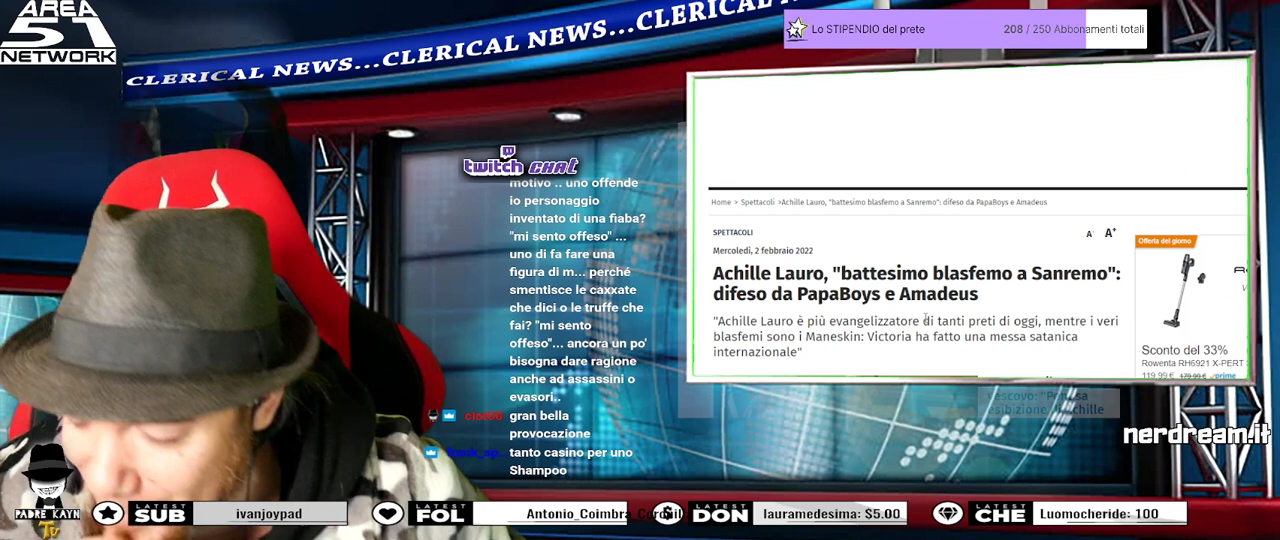 AREA
51
NETWORK
CLERICAL NEWS...CLERICAL NEWS...CLERICAL
Lo STIPENDIO del prete
208 / 250 Abbonamenti totali
twitch CHAT
motivo .. uno offende
io personaggio
inventato di una fiaba?
"mi sento offeso" ...
uno di fa fare una
figura di m... perché
smentisce le caxxate
che dici o le truffe che
fai? "mi sento
offeso"... ancora un po'
bisogna dare ragione
anche ad assassini o
evasori..
gran bella
provocazione
tanto casino per uno
Shampoo
Home > Spettacoli >Achille Lauro, "battesimo blasfemo a Sanremo": difeso da PapaBoys e Amadeus
SPETTACOLI
A- A+
Mercoledì, 2 febbraio 2022
Achille Lauro, "battesimo blasfemo a Sanremo":
difeso da PapaBoys e Amadeus
"Achille Lauro è più evangelizzatore di tanti preti di oggi, mentre i veri
blasfemi sono i Maneskin: Victoria ha fatto una messa satanica
internazionale"
Offerta del giorno
Sconto del 33%
Rowenta RH6921 X-PERT
119,99 € 179,99 € prime
esibizione Achille
nerdream.it
PADRE KAYN
Tv
LATEST
SUB
ivanjoypad
LATEST
FOL
Antonio_Coimbra
LATEST
DON
lauramedesima: $5.00
LATEST
CHE
Luomocheride: 100